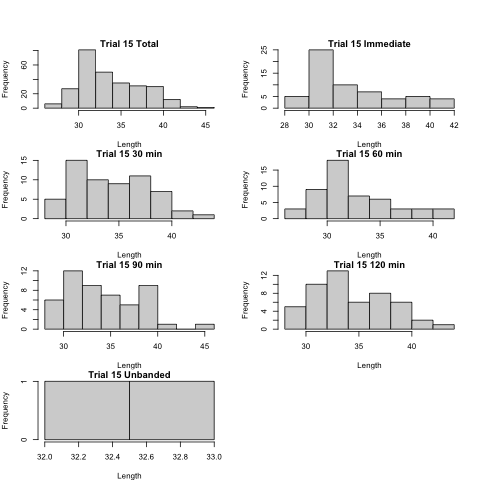 Trial 15 Total
Frequency
0 20 60
30 35 40 45
Length
Trial 15 Immediate
Frequency
0 5 15 25
28 30 32 34 36 38 40 42
Length
Trial 15 30 min
Frequency
0 5 10 15
30 35 40
Length
Trial 15 60 min
Frequency
0 5 10 15
30 35 40
Length
Trial 15 90 min
Frequency
0 4 8 12
30 35 40 45
Length
Trial 15 120 min
Frequency
0 4 8 12
30 35 40
Length
Trial 15 Unbanded
Frequency
0 1
32.0 32.2 32.4 32.6 32.8 33.0
Length